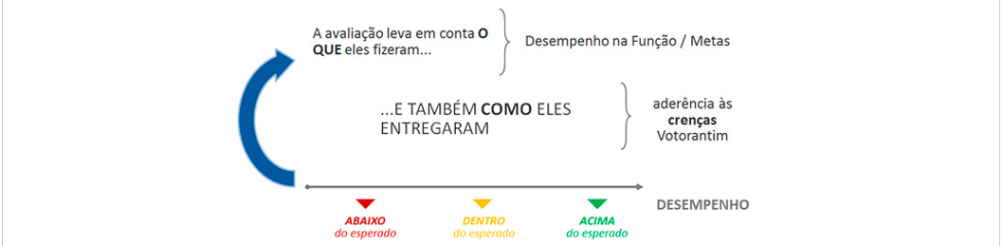 A avaliação leva em conta O
QUE eles fizeram...
Desempenho na Função / Metas
...E TAMBÉM COMO ELES
ENTREGARAM
aderência às
crenças
Votorantim
DESEMPENHO
ABAIXO
do esperado
DENTRO
do esperado
ACIMA
do esperado